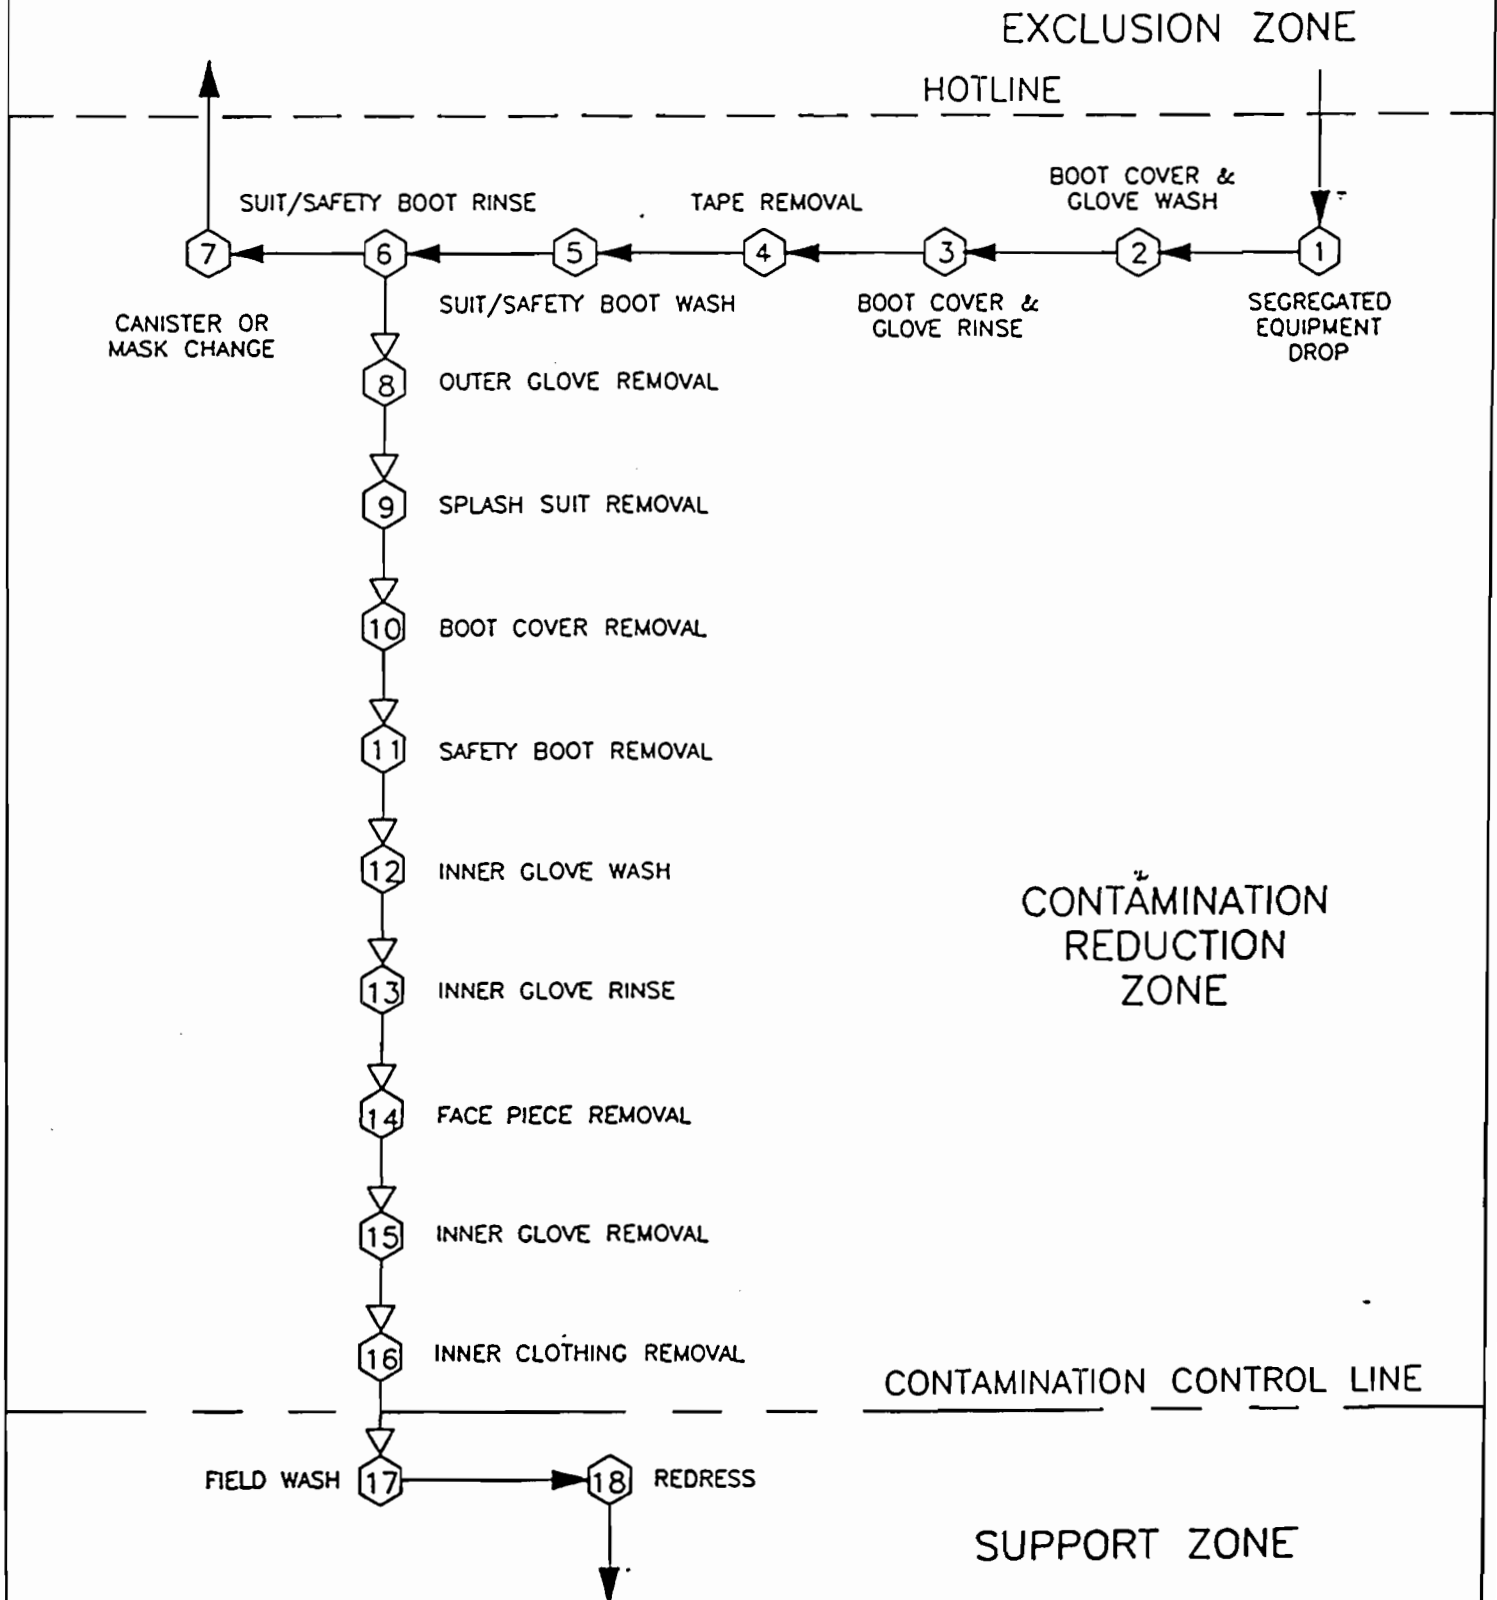 EXCLUSION ZONE
HOTLINE
BOOT COVER &
GLOVE WASH
SUIT/SAFETY BOOT RINSE
TAPE REMOVAL
7
6
5
4
3
2
1
SUIT/SAFETY BOOT WASH
BOOT COVER &
GLOVE RINSE
SEGREGATED
EQUIPMENT
DROP
CANISTER OR
MASK CHANGE
8 OUTER GLOVE REMOVAL
9 SPLASH SUIT REMOVAL
10 BOOT COVER REMOVAL
11 SAFETY BOOT REMOVAL
12 INNER GLOVE WASH
CONTAMINATION
REDUCTION
ZONE
13 INNER GLOVE RINSE
14 FACE PIECE REMOVAL
15 INNER GLOVE REMOVAL
16 INNER CLOTHING REMOVAL
CONTAMINATION CONTROL LINE
FIELD WASH 17
18 REDRESS
SUPPORT ZONE